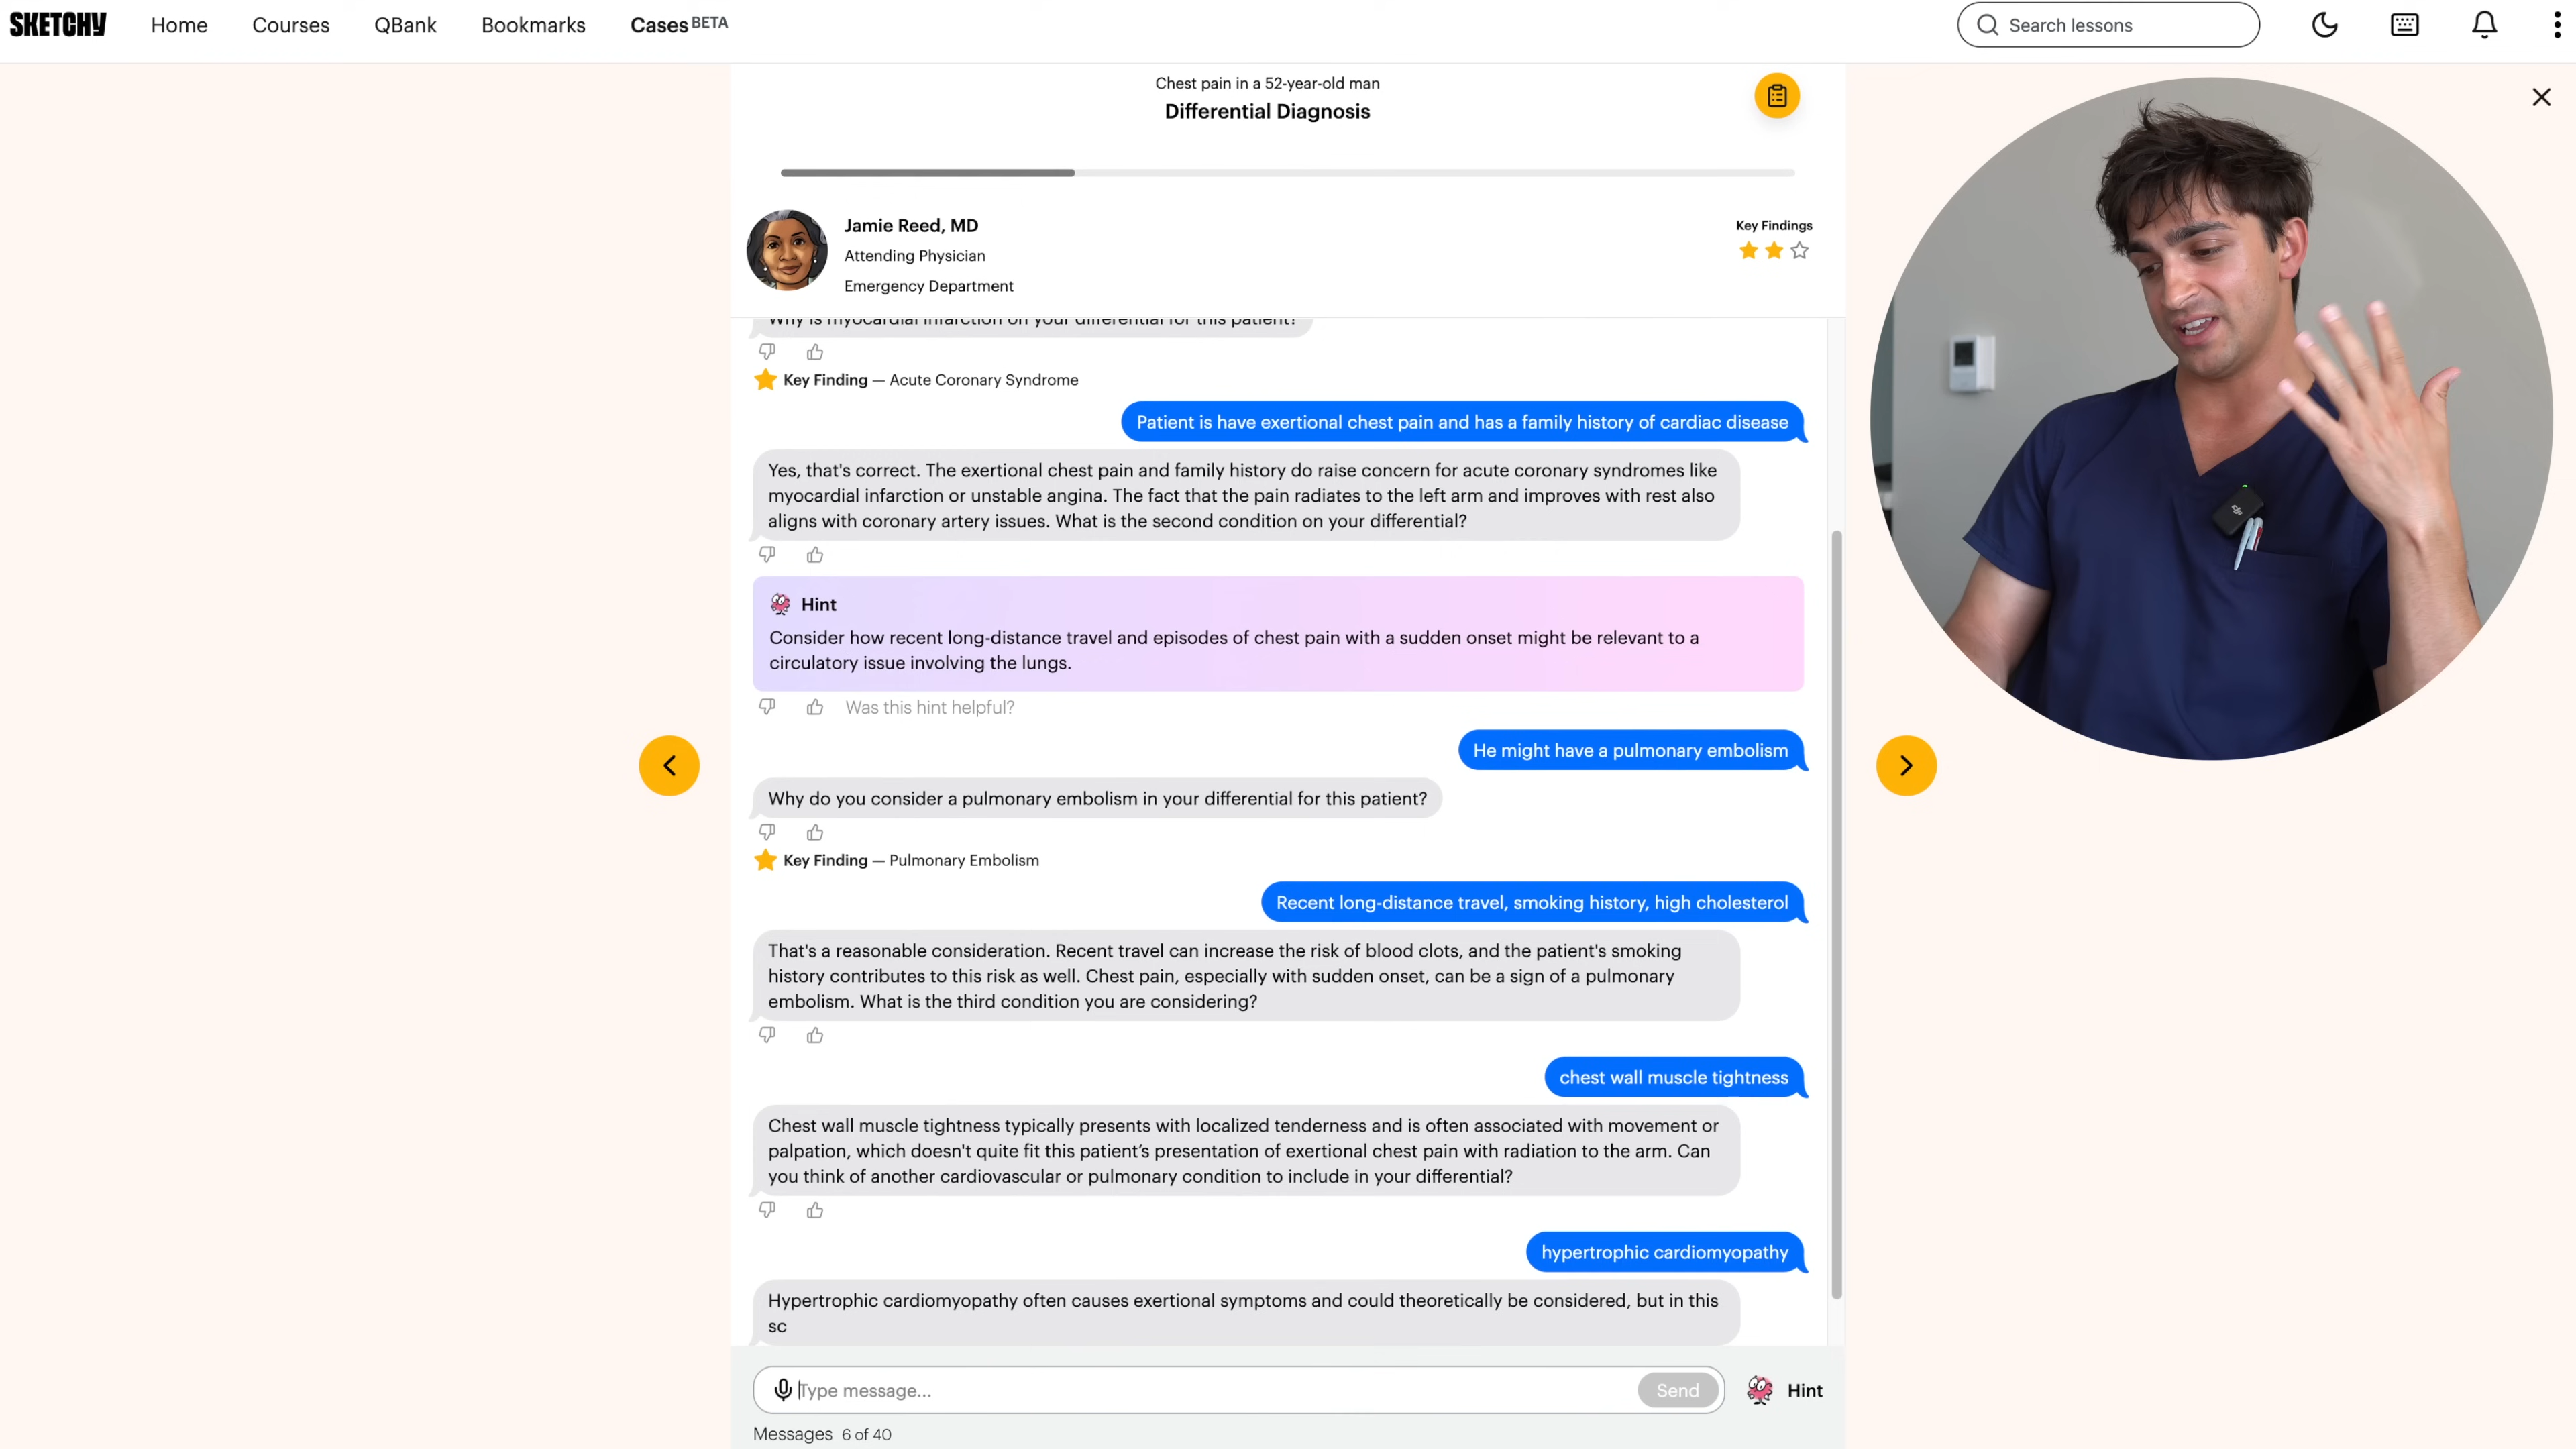 SKETCHY
Home
Courses
QBank
Bookmarks
Cases BETA
Search lessons
Chest pain in a 52-year-old man
Differential Diagnosis
Jamie Reed, MD
Attending Physician
Emergency Department
Key Findings
Why is myocardial infarction on your differential for this patient?
Key Finding — Acute Coronary Syndrome
Patient is have exertional chest pain and has a family history of cardiac disease
Yes, that's correct. The exertional chest pain and family history do raise concern for acute coronary syndromes like
myocardial infarction or unstable angina. The fact that the pain radiates to the left arm and improves with rest also
aligns with coronary artery issues. What is the second condition on your differential?
Hint
Consider how recent long-distance travel and episodes of chest pain with a sudden onset might be relevant to a
circulatory issue involving the lungs.
Was this hint helpful?
He might have a pulmonary embolism
Why do you consider a pulmonary embolism in your differential for this patient?
Key Finding — Pulmonary Embolism
Recent long-distance travel, smoking history, high cholesterol
That's a reasonable consideration. Recent travel can increase the risk of blood clots, and the patient's smoking
history contributes to this risk as well. Chest pain, especially with sudden onset, can be a sign of a pulmonary
embolism. What is the third condition you are considering?
chest wall muscle tightness
Chest wall muscle tightness typically presents with localized tenderness and is often associated with movement or
palpation, which doesn't quite fit this patient’s presentation of exertional chest pain with radiation to the arm. Can
you think of another cardiovascular or pulmonary condition to include in your differential?
hypertrophic cardiomyopathy
Hypertrophic cardiomyopathy often causes exertional symptoms and could theoretically be considered, but in this
sc
Type message...
Send
Hint
Messages 6 of 40